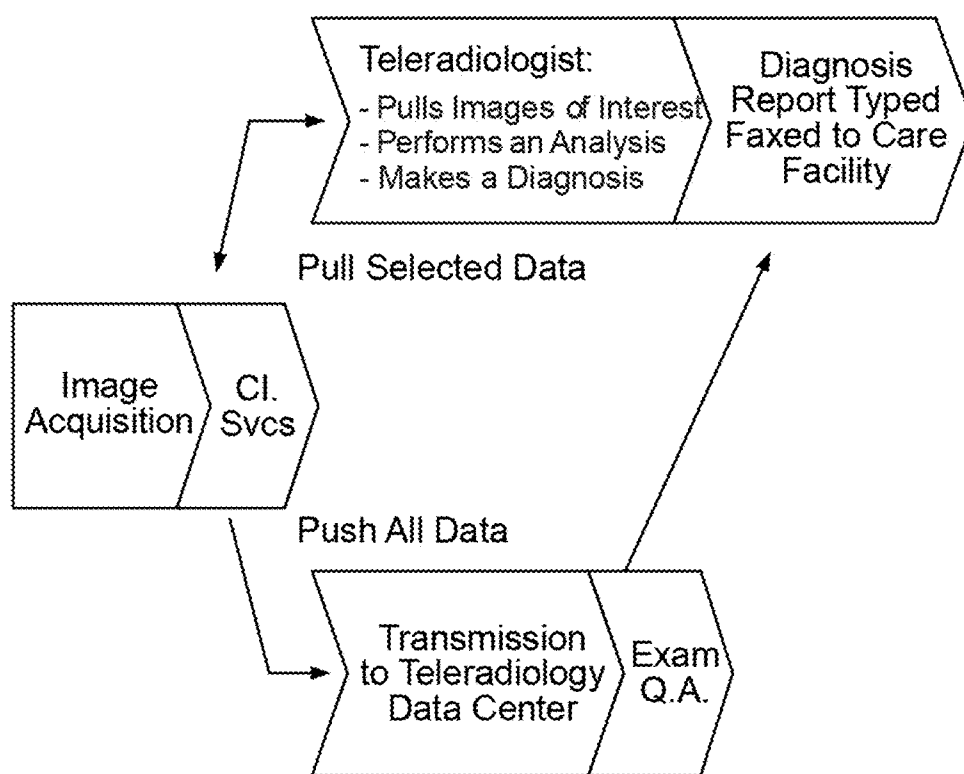 Teleradiologist:
- Pulls Images of Interest
- Performs an Analysis
- Makes a Diagnosis
Diagnosis
Report Typed
Faxed to Care
Facility
Pull Selected Data
Image
Acquisition
Cl.
Svcs
Push All Data
Transmission
to Teleradiology
Data Center
Exam
Q.A.